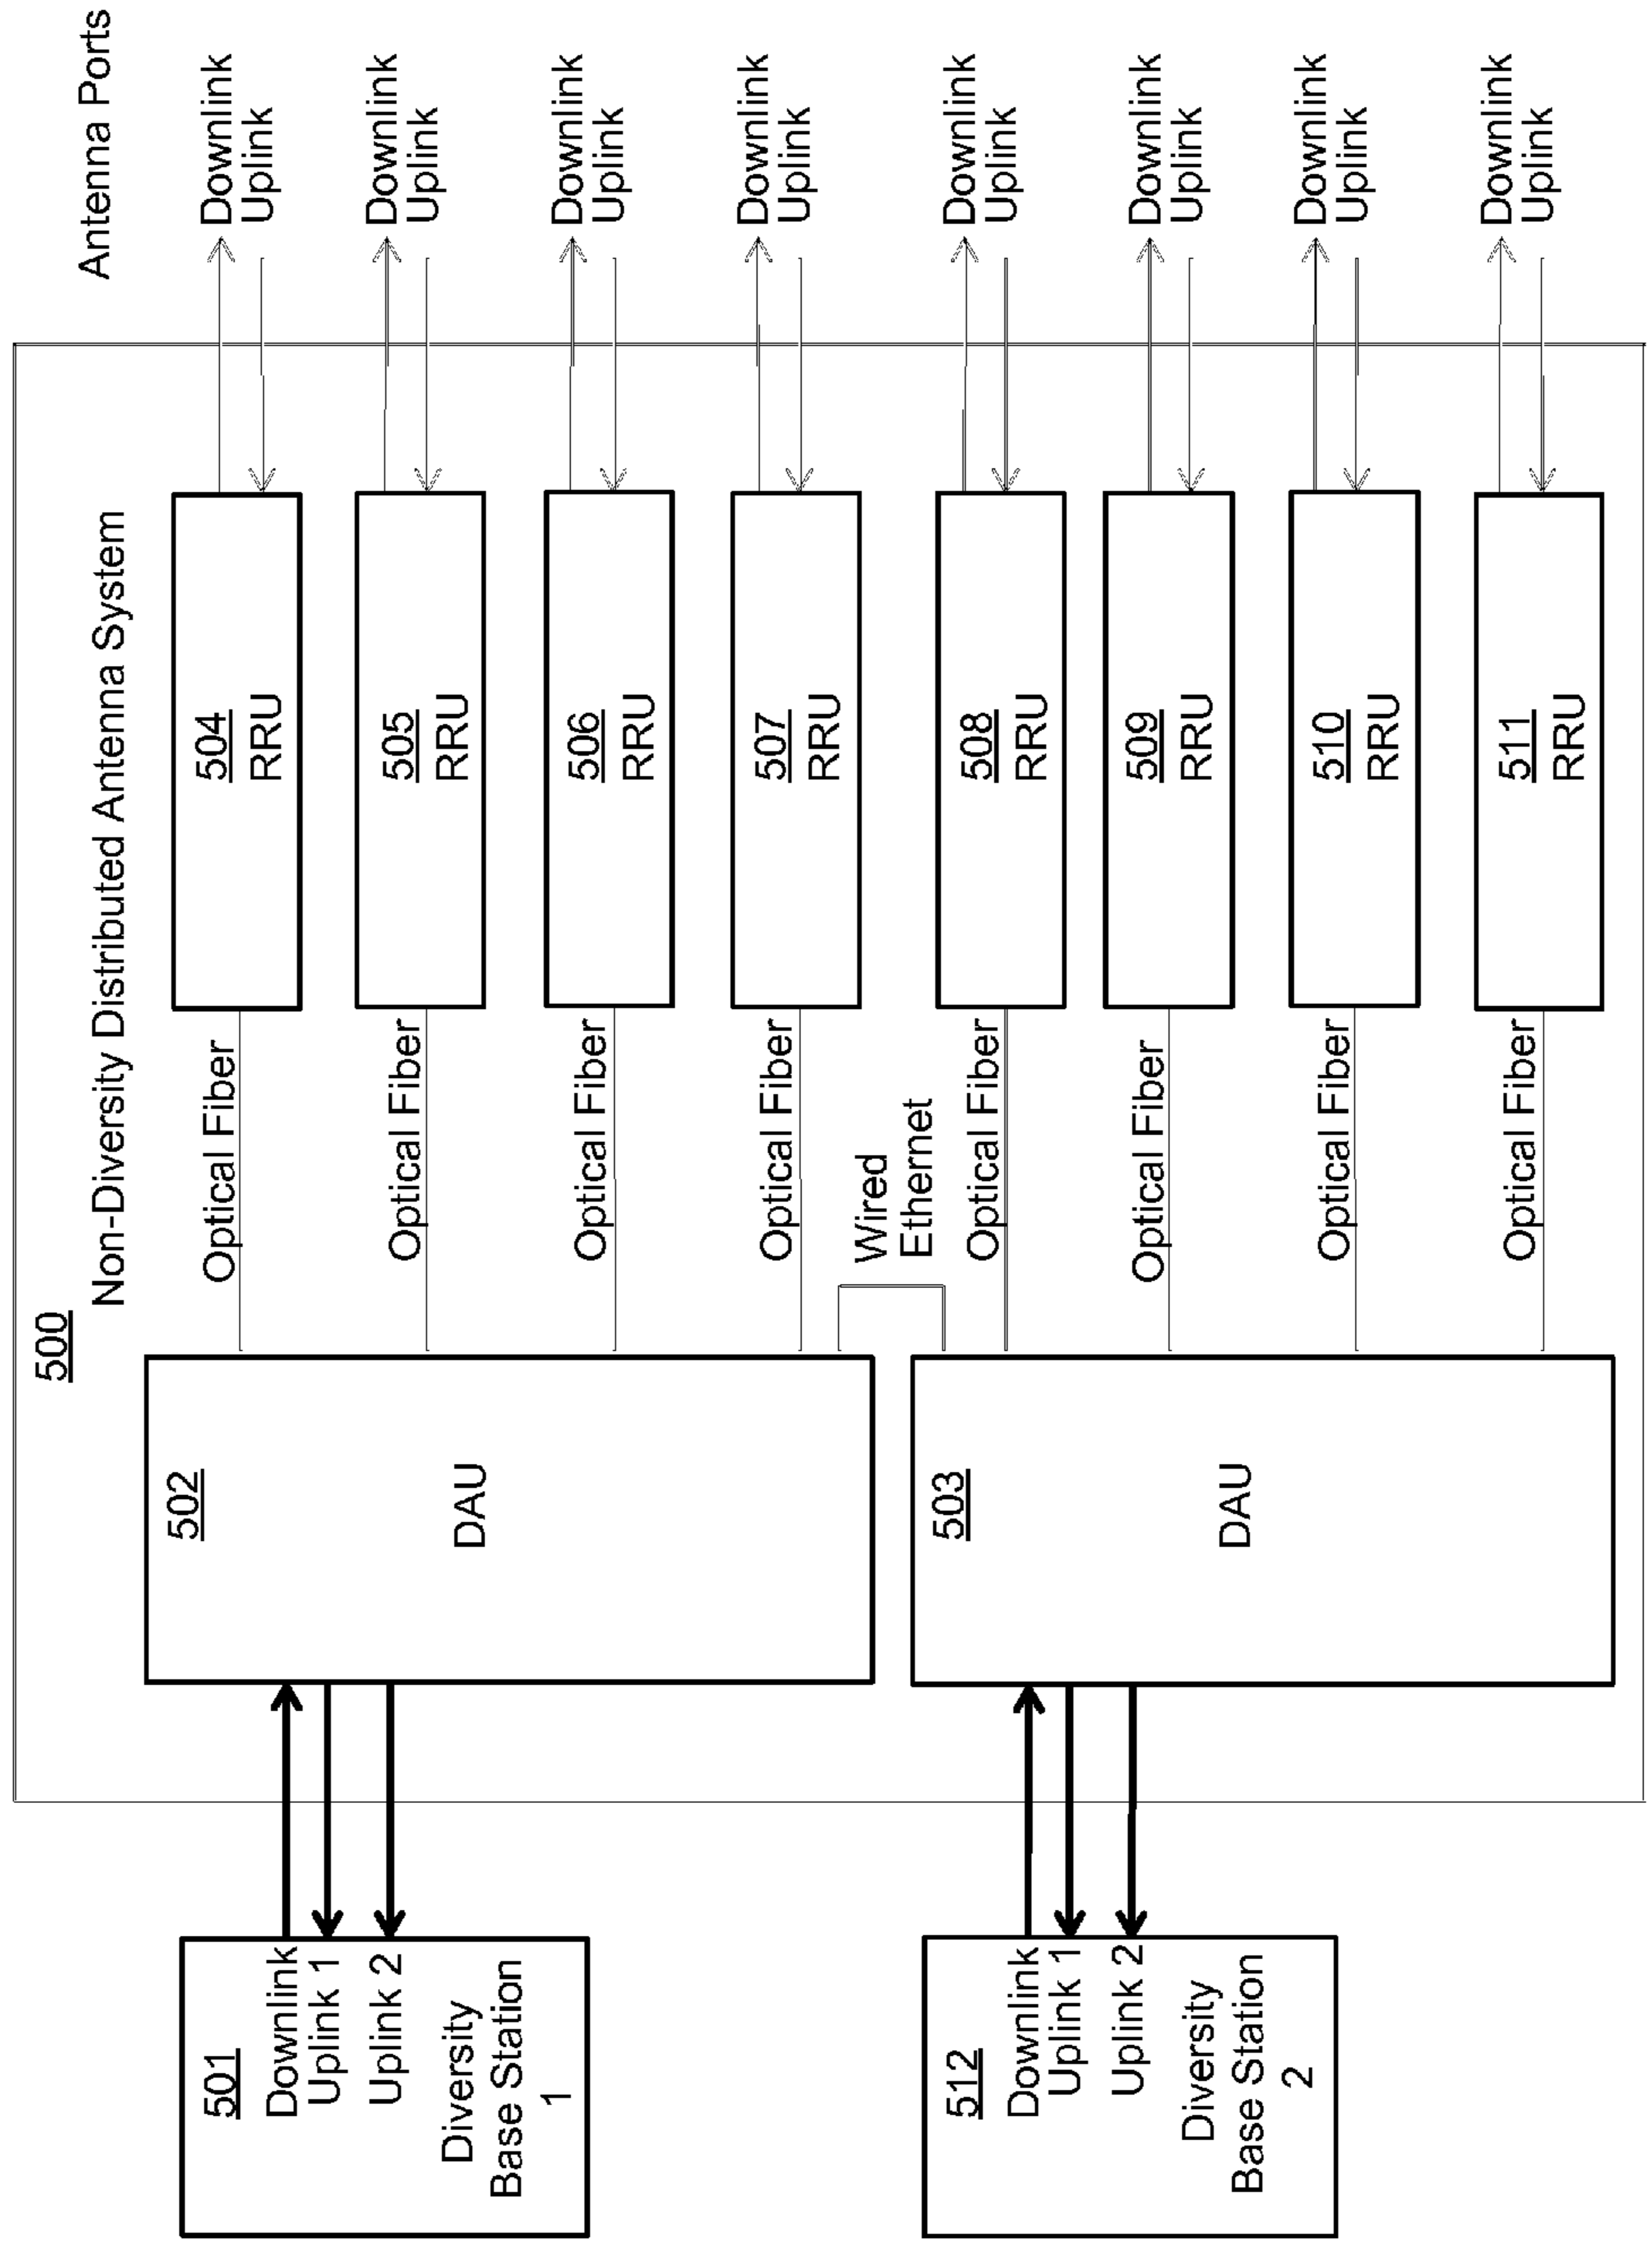 500
Non-Diversity Distributed Antenna System
Antenna Ports
501
Downlink
Uplink 1
Uplink 2
Diversity
Base Station
1
502
DAU
Optical Fiber
504
RRU
Downlink
Uplink
Optical Fiber
505
RRU
Downlink
Uplink
Optical Fiber
506
RRU
Downlink
Uplink
Optical Fiber
507
RRU
Downlink
Uplink
Wired
Ethernet
512
Downlink
Uplink 1
Uplink 2
Diversity
Base Station
2
503
DAU
Optical Fiber
508
RRU
Downlink
Uplink
Optical Fiber
509
RRU
Downlink
Uplink
Optical Fiber
510
RRU
Downlink
Uplink
Optical Fiber
511
RRU
Downlink
Uplink